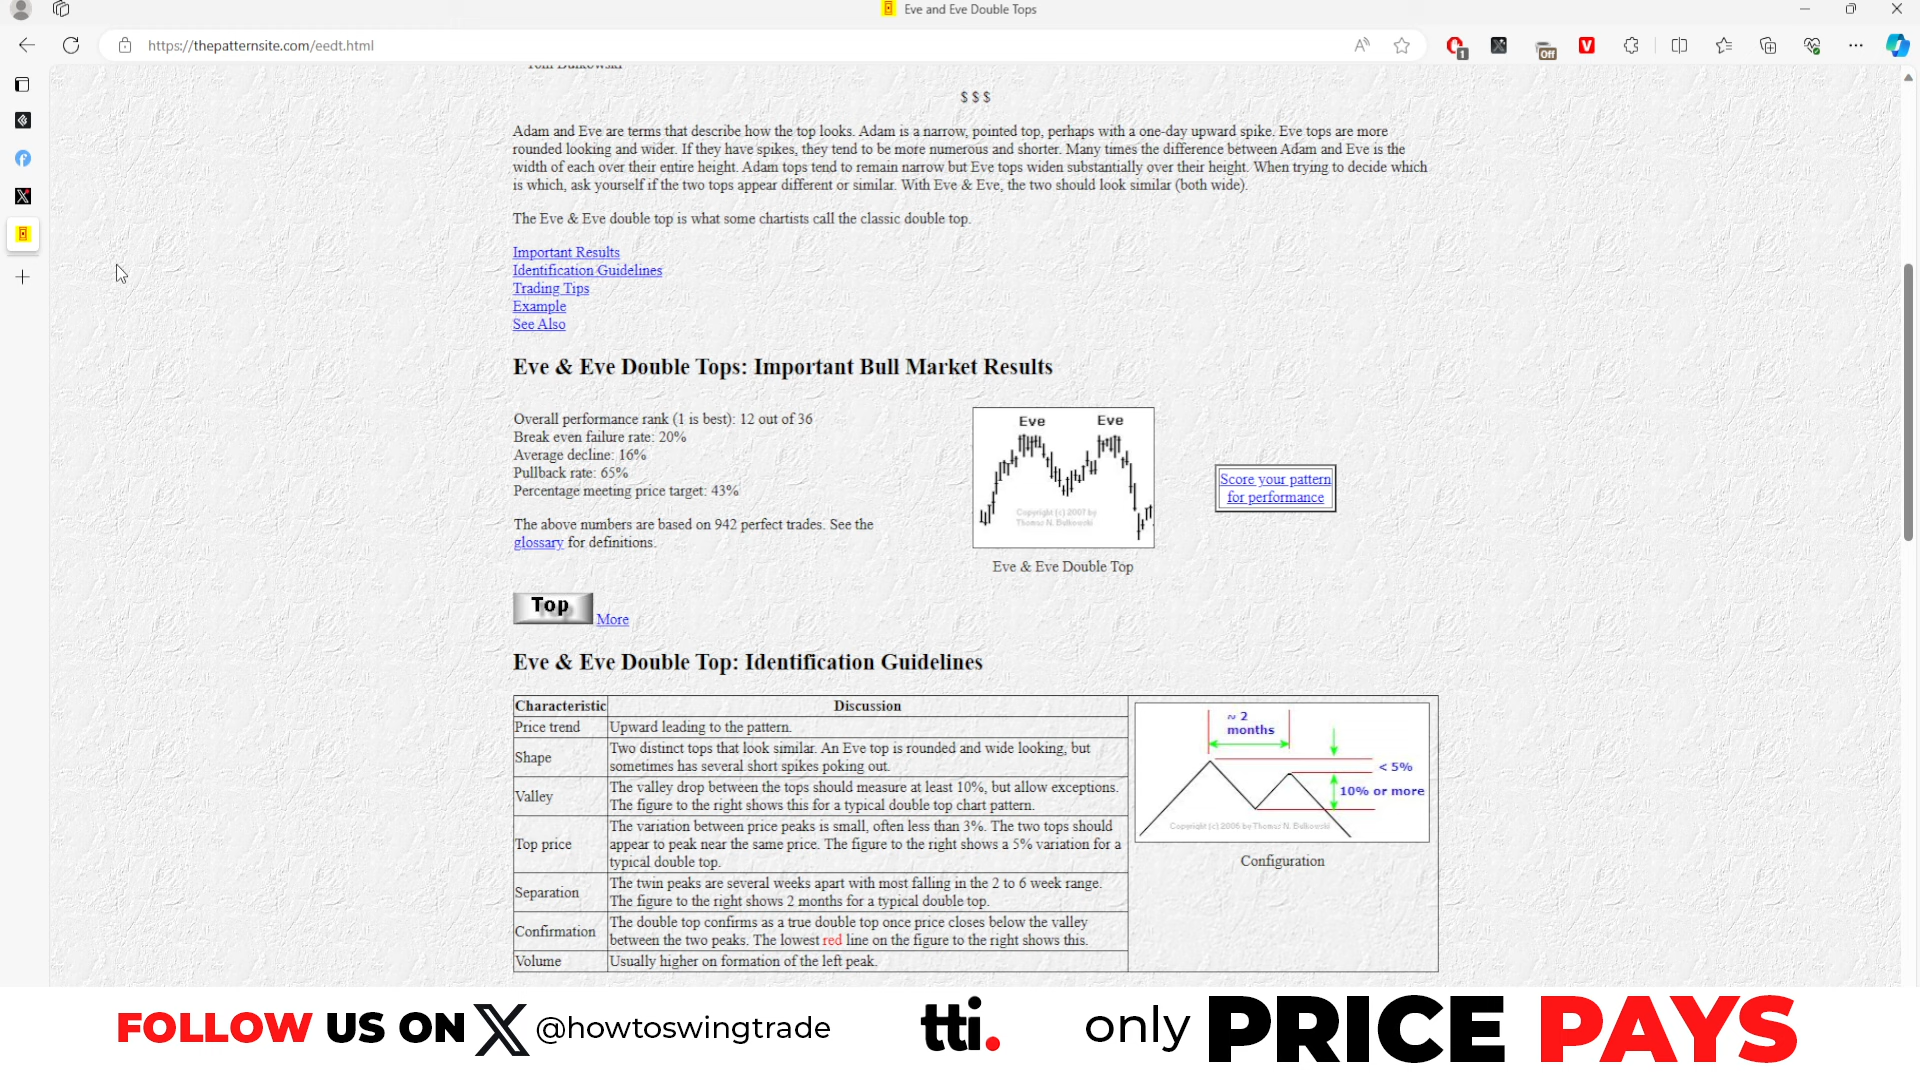 Eve and Eve Double Tops
https://thepatternsite.com/eedt.html
1
Off
V
$ $ $
Adam and Eve are terms that describe how the top looks. Adam is a narrow, pointed top, perhaps with a one-day upward spike. Eve tops are more
rounded looking and wider. If they have spikes, they tend to be more numerous and shorter. Many times the difference between Adam and Eve is the
width of each over their entire height. Adam tops tend to remain narrow but Eve tops widen substantially over their height. When trying to decide which
is which, ask yourself if the two tops appear different or similar. With Eve & Eve, the two should look similar (both wide).
The Eve & Eve double top is what some chartists call the classic double top.
Important Results
Identification Guidelines
Trading Tips
Example
See Also
Eve & Eve Double Tops: Important Bull Market Results
Overall performance rank (1 is best): 12 out of 36
Break even failure rate: 20%
Average decline: 16%
Pullback rate: 65%
Percentage meeting price target: 43%
The above numbers are based on 942 perfect trades. See the
glossary for definitions.
Eve Eve
Copyright (c) 2007 by
Thomas N. Bulkowski
Eve & Eve Double Top
Score your pattern
for performance
Top More
Eve & Eve Double Top: Identification Guidelines
Characteristic Discussion
Price trend Upward leading to the pattern.
Shape Two distinct tops that look similar. An Eve top is rounded and wide looking, but
sometimes has several short spikes poking out.
Valley The valley drop between the tops should measure at least 10%, but allow exceptions.
The figure to the right shows this for a typical double top chart pattern.
Top price The variation between price peaks is small, often less than 3%. The two tops should
appear to peak near the same price. The figure to the right shows a 5% variation for a
typical double top.
Separation The twin peaks are several weeks apart with most falling in the 2 to 6 week range.
The figure to the right shows 2 months for a typical double top.
Confirmation The double top confirms as a true double top once price closes below the valley
between the two peaks. The lowest red line on the figure to the right shows this.
Volume Usually higher on formation of the left peak.
~ 2
months
< 5%
10% or more
Copyright (c) 2006 by Thomas N. Bulkowski
Configuration
FOLLOW US ON X @howtoswingtrade
tti.
only PRICE PAYS